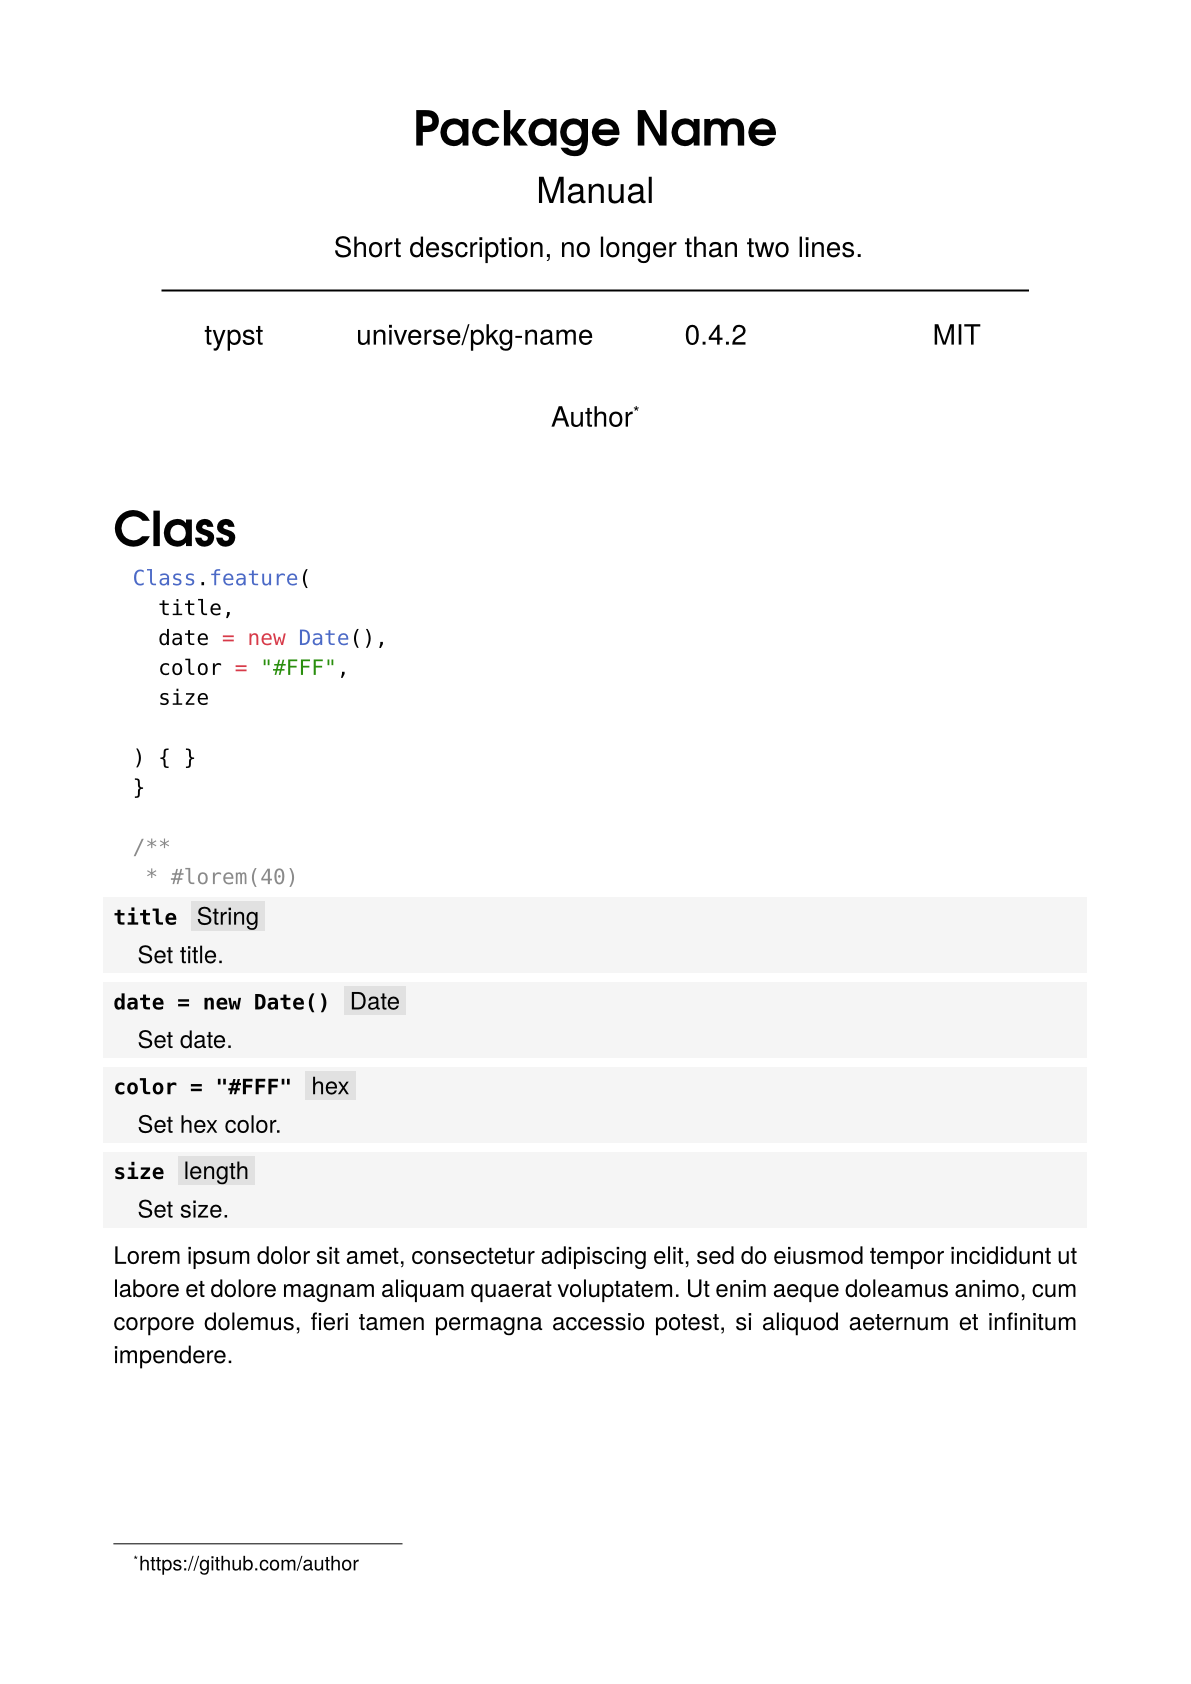 Package Name
Manual
Short description, no longer than two lines.
typst universe/pkg-name 0.4.2 MIT
Author*
Class
Class.feature(
  title,
  date = new Date(),
  color = "#FFF",
  size

) { }
}

/**
 * #lorem(40)
title String
Set title.
date = new Date() Date
Set date.
color = "#FFF" hex
Set hex color.
size length
Set size.
Lorem ipsum dolor sit amet, consectetur adipiscing elit, sed do eiusmod tempor incididunt ut
labore et dolore magnam aliquam quaerat voluptatem. Ut enim aeque doleamus animo, cum
corpore dolemus, fieri tamen permagna accessio potest, si aliquod aeternum et infinitum
impendere.
*https://github.com/author